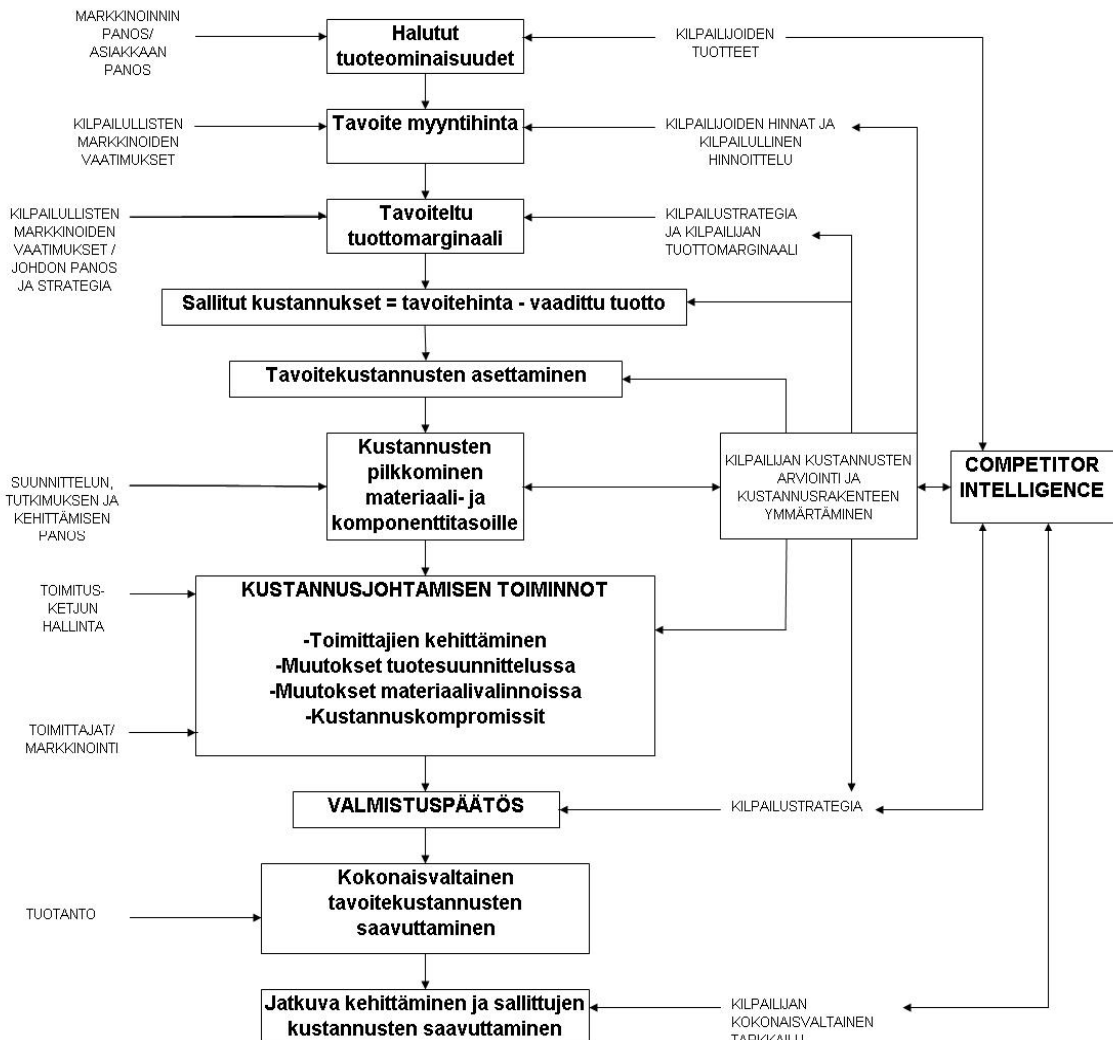 MARKKINOINNIN
PANOS/
ASIAKKAAN
PANOS
Halutut
tuoteominaisuudet
KILPAILIJOIDEN
TUOTTEET
KILPAILULLISTEN
MARKKINOIDEN
VAATIMUKSET
Tavoite myyntihinta
KILPAILIJOIDEN HINNAT JA
KILPAILULLINEN
HINNOITTELU
KILPAILULLISTEN
MARKKINOIDEN
VAATIMUKSET /
JOHDON PANOS
JA STRATEGIA
Tavoiteltu
tuottomarginaali
KILPAILUSTRATEGIA
JA KILPAILIJAN
TUOTTOMARGINAALI
Sallitut kustannukset = tavoitehinta - vaadittu tuotto
Tavoitekustannusten asettaminen
SUUNNITTELUN,
TUTKIMUKSEN JA
KEHITTÄMISEN
PANOS
Kustannusten
pilkkominen
materiaali- ja
komponenttitasoille
KILPAILIJAN KUSTANNUSTEN
ARVIOINTI JA
KUSTANNUSRAKENTEEN
YMMÄRTÄMINEN
COMPETITOR
INTELLIGENCE
TOIMITUS-
KETJUN
HALLINTA
TOIMITTAJAT/
MARKKINOINTI
KUSTANNUSJOHTAMISEN TOIMINNOT
-Toimittajien kehittäminen
-Muutokset tuotesuunnittelussa
-Muutokset materiaalivalinnoissa
-Kustannuskompromissit
VALMISTUSPÄÄTÖS
KILPAILUSTRATEGIA
TUOTANTO
Kokonaisvaltainen
tavoitekustannusten
saavuttaminen
Jatkuva kehittäminen ja sallittujen
kustannusten saavuttaminen
KILPAILIJAN
KOKONAISVALTAINEN
TARKKAILU